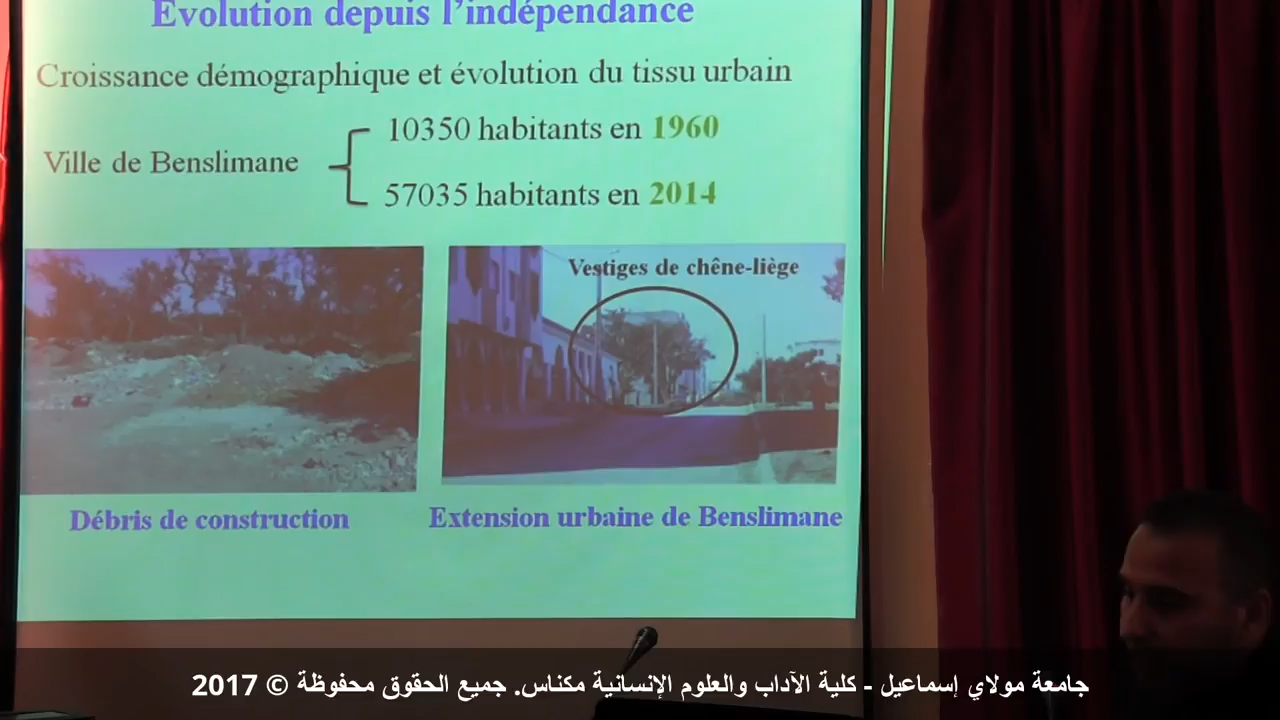 Evolution depuis l'indépendance
Croissance démographique et évolution du tissu urbain
Ville de Benslimane
10350 habitants en 1960
57035 habitants en 2014
Vestiges de chêne-liège
Débris de construction
Extension urbaine de Benslimane
جامعة مولاي إسماعيل - كلية الآداب والعلوم الإنسانية مكناس. جميع الحقوق محفوظة © 2017